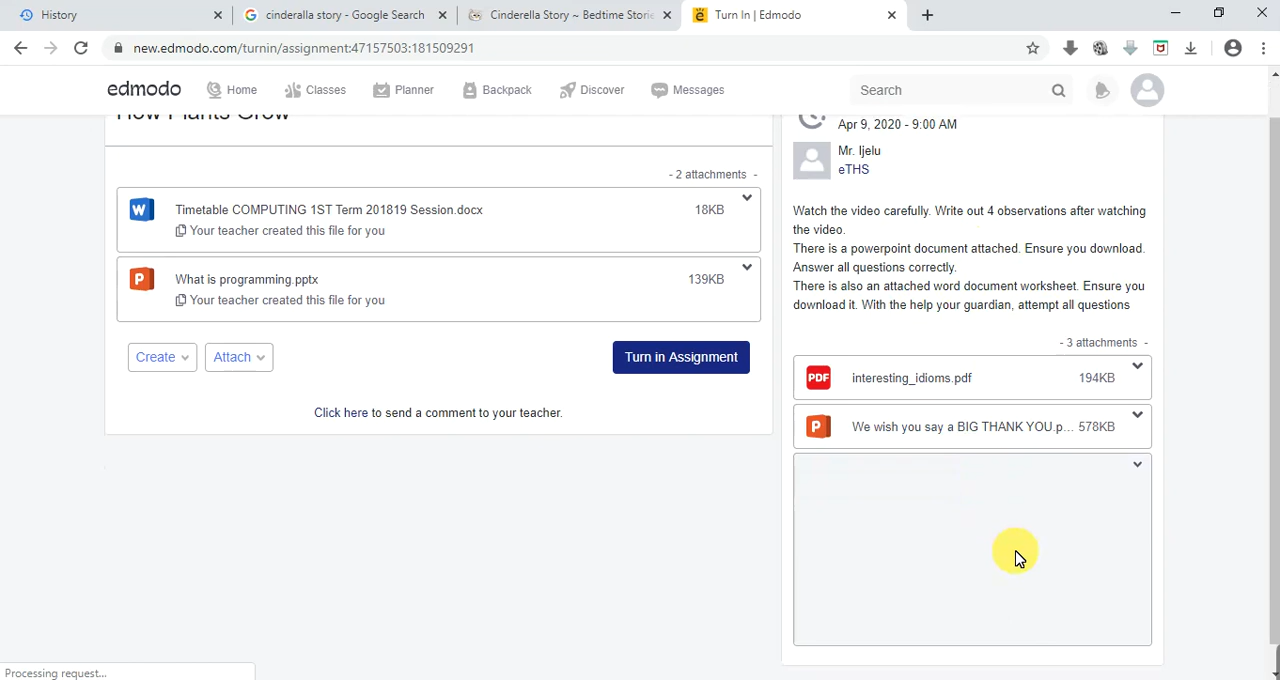 History
cinderalla story - Google Search
Cinderella Story ~ Bedtime Storie
Turn In | Edmodo
new.edmodo.com/turnin/assignment:47157503:181509291
edmodo
Home
Classes
Planner
Backpack
Discover
Messages
Search
How Plants Grow
- 2 attachments -
Timetable COMPUTING 1ST Term 201819 Session.docx
18KB
Your teacher created this file for you
What is programming.pptx
139KB
Your teacher created this file for you
Create
Attach
Turn in Assignment
Click here to send a comment to your teacher.
Apr 9, 2020 - 9:00 AM
Mr. Ijelu
eTHS
Watch the video carefully. Write out 4 observations after watching
the video.
There is a powerpoint document attached. Ensure you download.
Answer all questions correctly.
There is also an attached word document worksheet. Ensure you
download it. With the help your guardian, attempt all questions
- 3 attachments -
PDF
interesting_idioms.pdf
194KB
We wish you say a BIG THANK YOU.p...
578KB
Processing request...